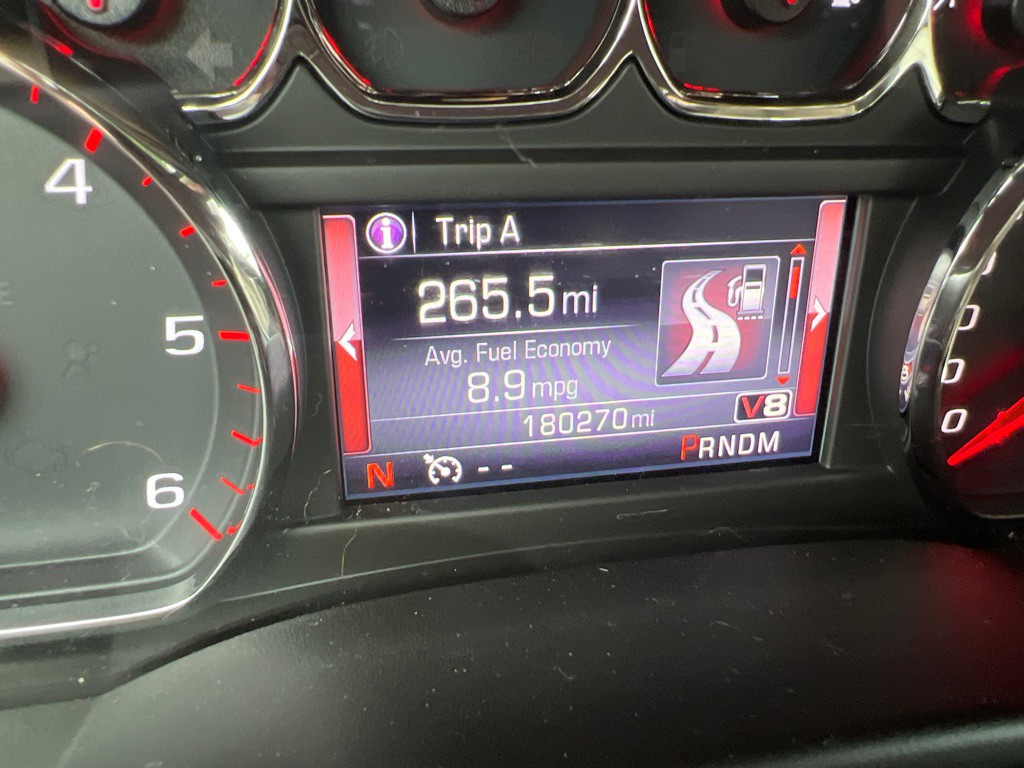 Trip A
265.5 mi
Avg. Fuel Economy
8.9 mpg
180270 mi
V8
N -- PRNDM
4
5
6